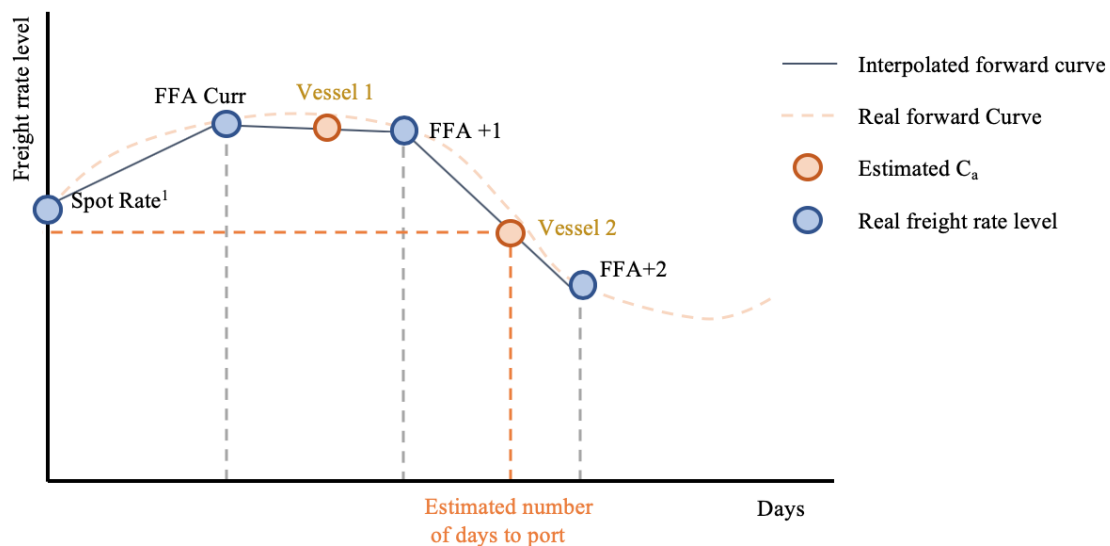 Freight rrate level
FFA Curr
Vessel 1
FFA +1
Spot Rate¹
Vessel 2
FFA+2
Estimated number
of days to port
Days
Interpolated forward curve
Real forward Curve
Estimated Cₐ
Real freight rate level